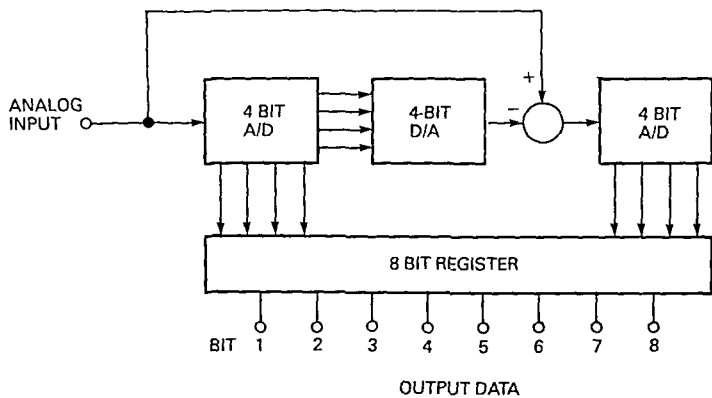 ANALOG
INPUT
4 BIT
A/D
4-BIT
D/A
−
+
4 BIT
A/D
8 BIT REGISTER
BIT 1 2 3 4 5 6 7 8
OUTPUT DATA